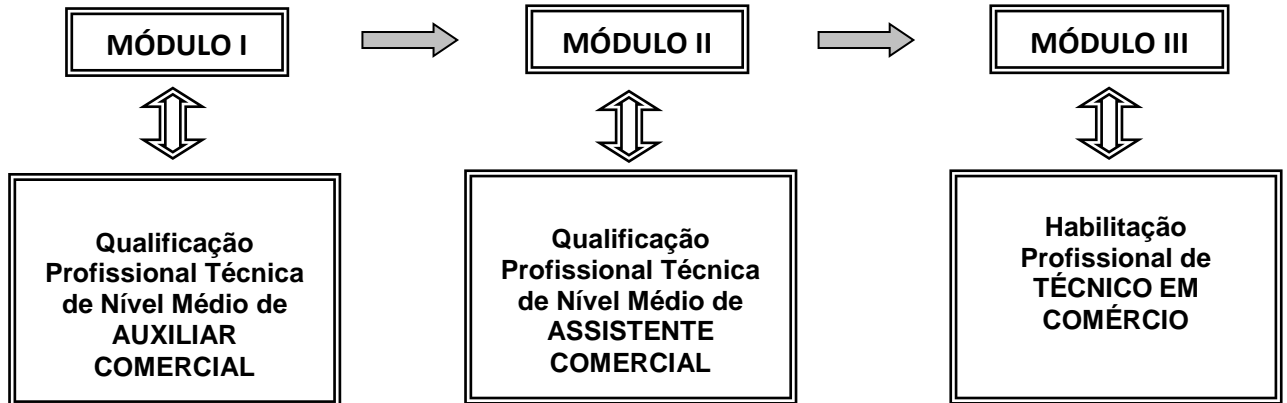 MÓDULO I
MÓDULO II
MÓDULO III
Qualificação
Profissional Técnica
de Nível Médio de
AUXILIAR
COMERCIAL
Qualificação
Profissional Técnica
de Nível Médio de
ASSISTENTE
COMERCIAL
Habilitação
Profissional de
TÉCNICO EM
COMÉRCIO